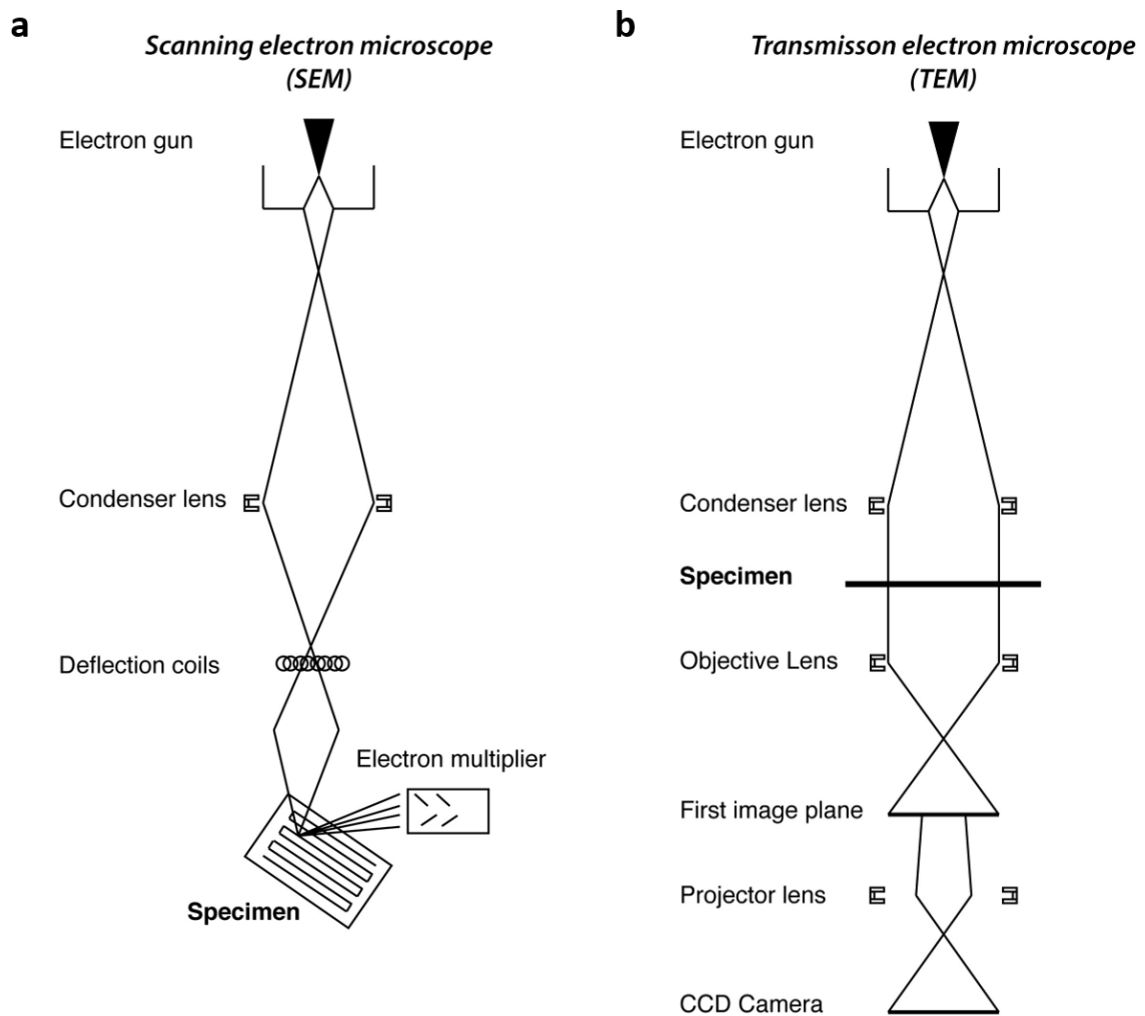 a
Scanning electron microscope
(SEM)
Electron gun
Condenser lens
Deflection coils
Electron multiplier
Specimen
b
Transmisson electron microscope
(TEM)
Electron gun
Condenser lens
Specimen
Objective Lens
First image plane
Projector lens
CCD Camera